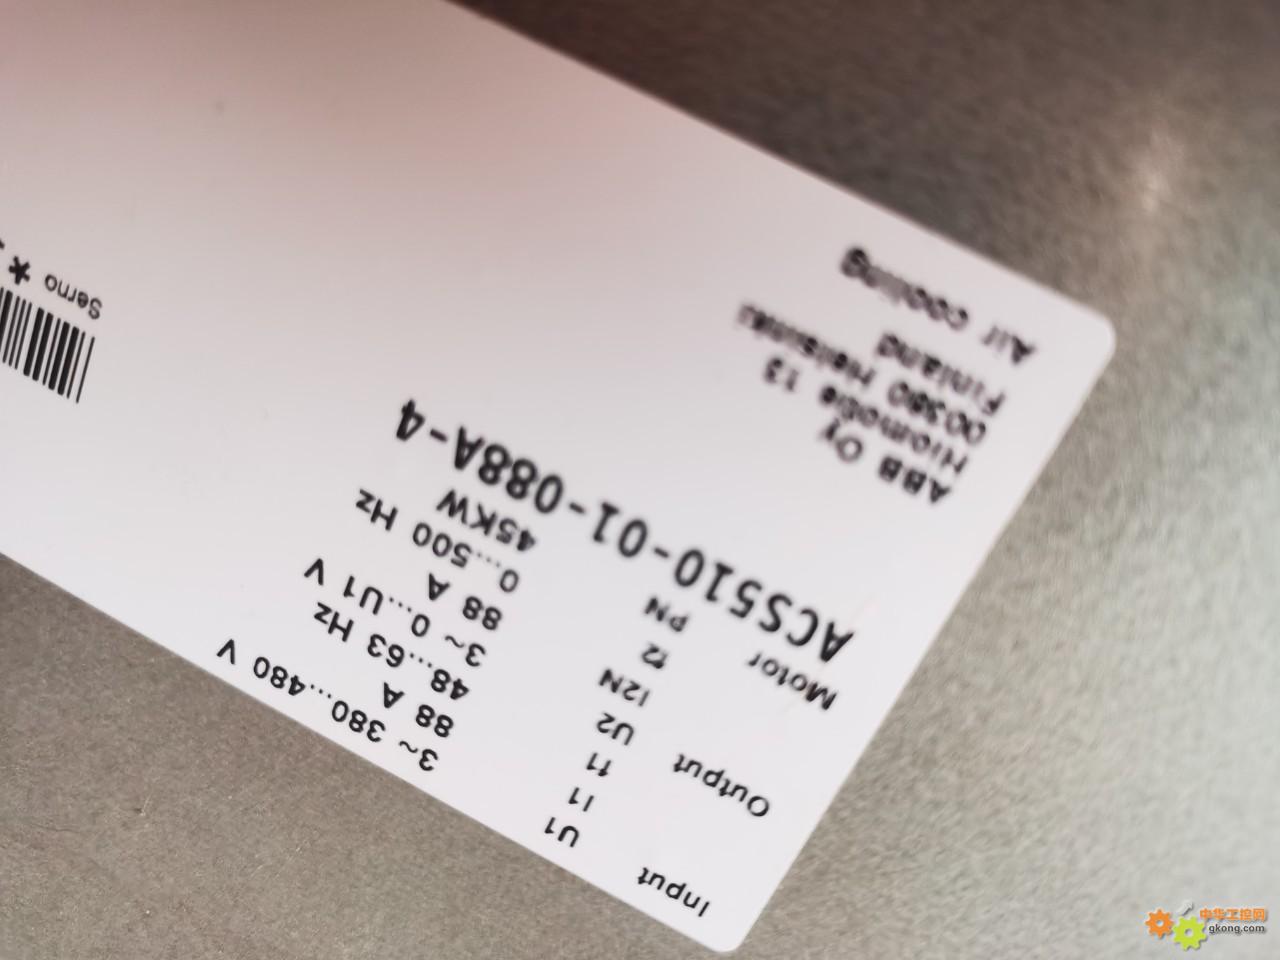 Input
U1 3~ 380...480 V
I1 88 A
f1 48...63 Hz
Output
U2 3~ 0...U1 V
I2N 88 A
f2 0...500 Hz
Motor
PN 45KW
ACS510-01-088A-4
ABB Oy
Hiomotie 13
00380 Helsinki
Finland
Air cooling
Serno *
中华工控网
gkong.com